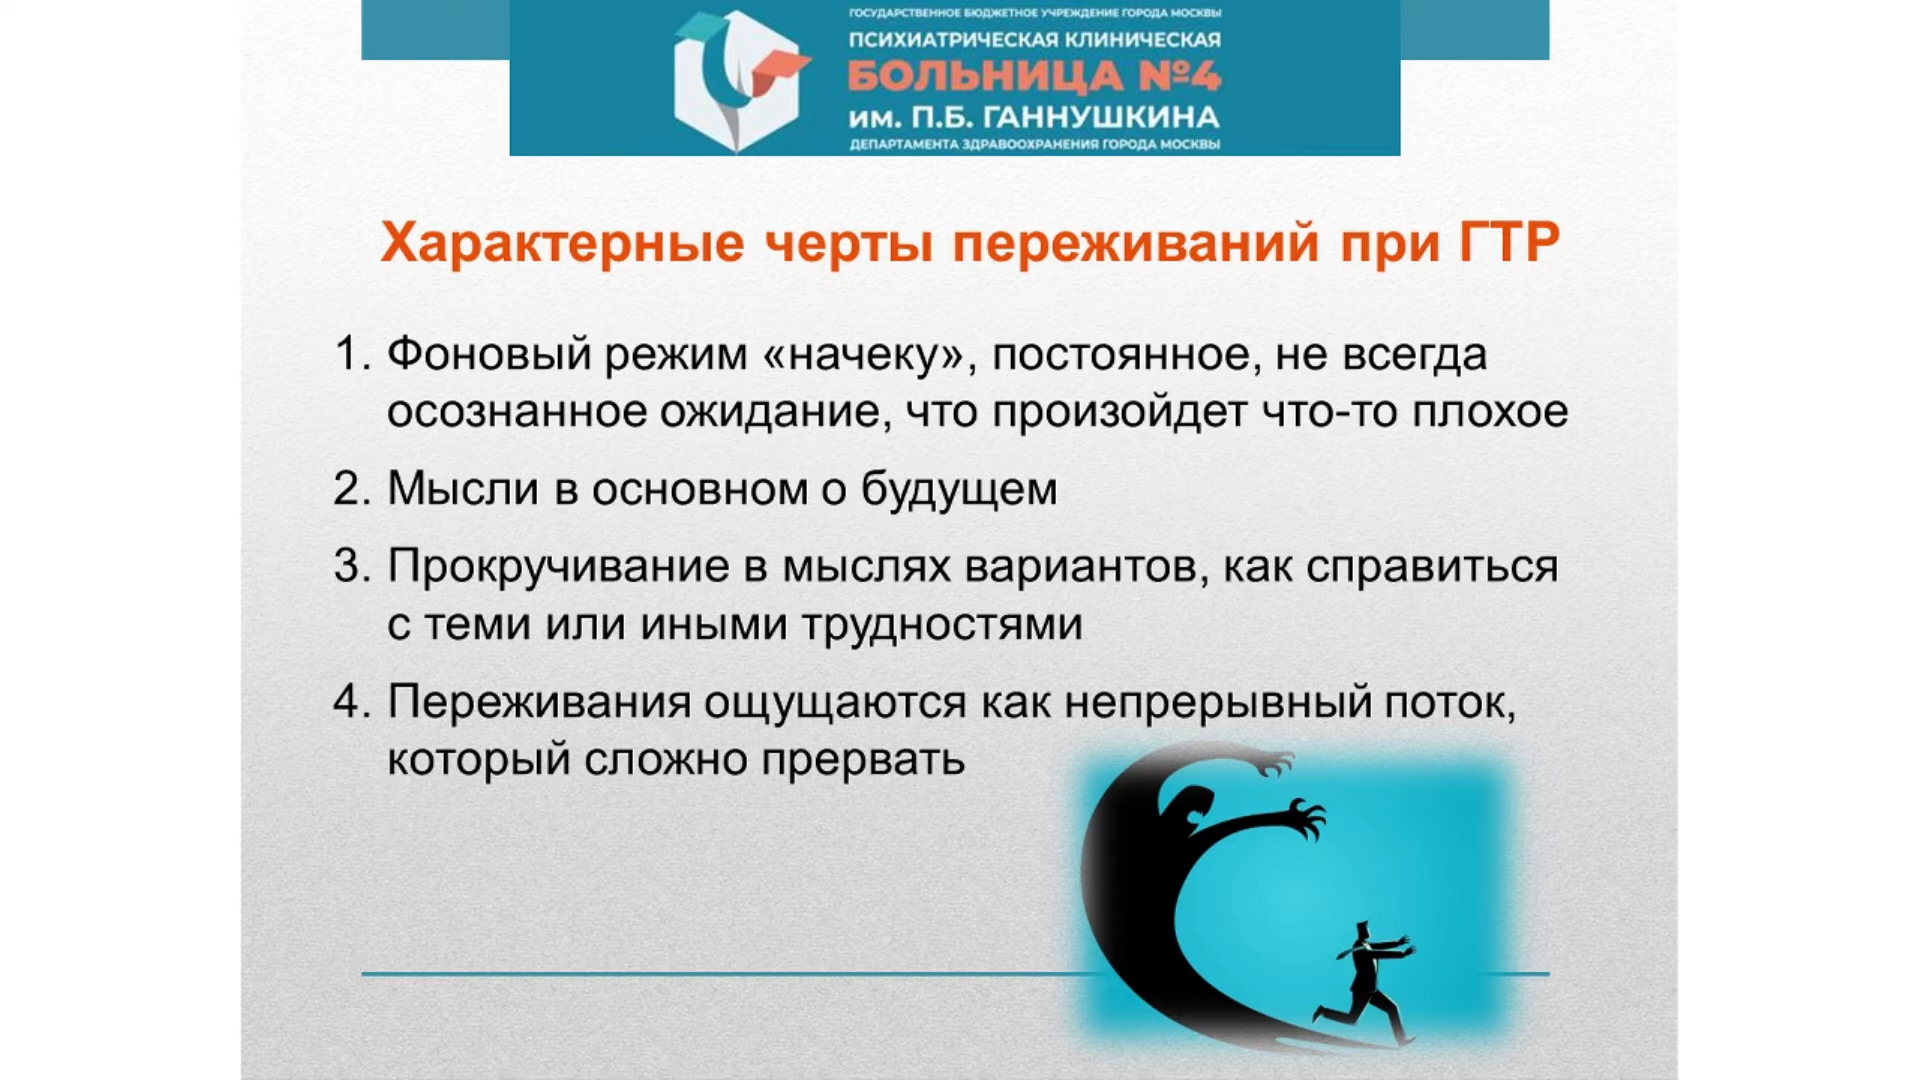 ГОСУДАРСТВЕННОЕ БЮДЖЕТНОЕ УЧРЕЖДЕНИЕ ГОРОДА МОСКВЫ
ПСИХИАТРИЧЕСКАЯ КЛИНИЧЕСКАЯ
БОЛЬНИЦА №4
им. П.Б. ГАННУШКИНА
ДЕПАРТАМЕНТА ЗДРАВООХРАНЕНИЯ ГОРОДА МОСКВЫ
Характерные черты переживаний при ГТР
1. Фоновый режим «начеку», постоянное, не всегда
осознанное ожидание, что произойдет что-то плохое
2. Мысли в основном о будущем
3. Прокручивание в мыслях вариантов, как справиться
с теми или иными трудностями
4. Переживания ощущаются как непрерывный поток,
который сложно прервать